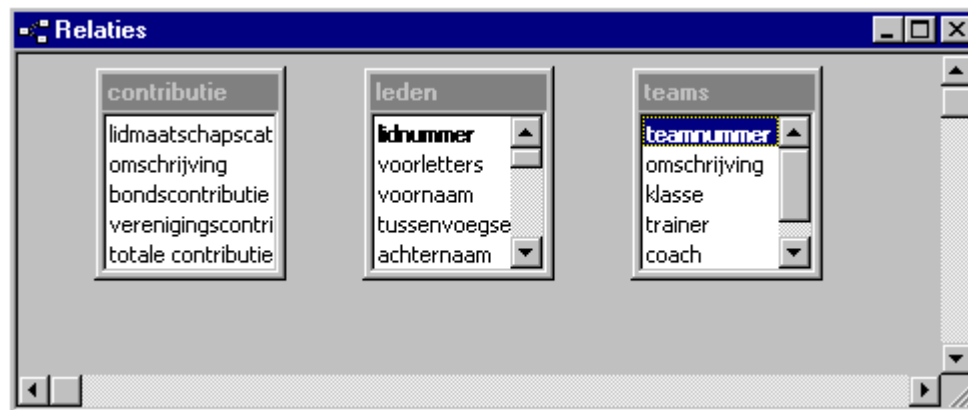 Relaties
contributie
lidmaatschapscat
omschrijving
bondscontributie
verenigingscontri
totale contributie
leden
lidnummer
voorletters
voornaam
tussenvoegse
achternaam
teams
teamnummer
omschrijving
klasse
trainer
coach